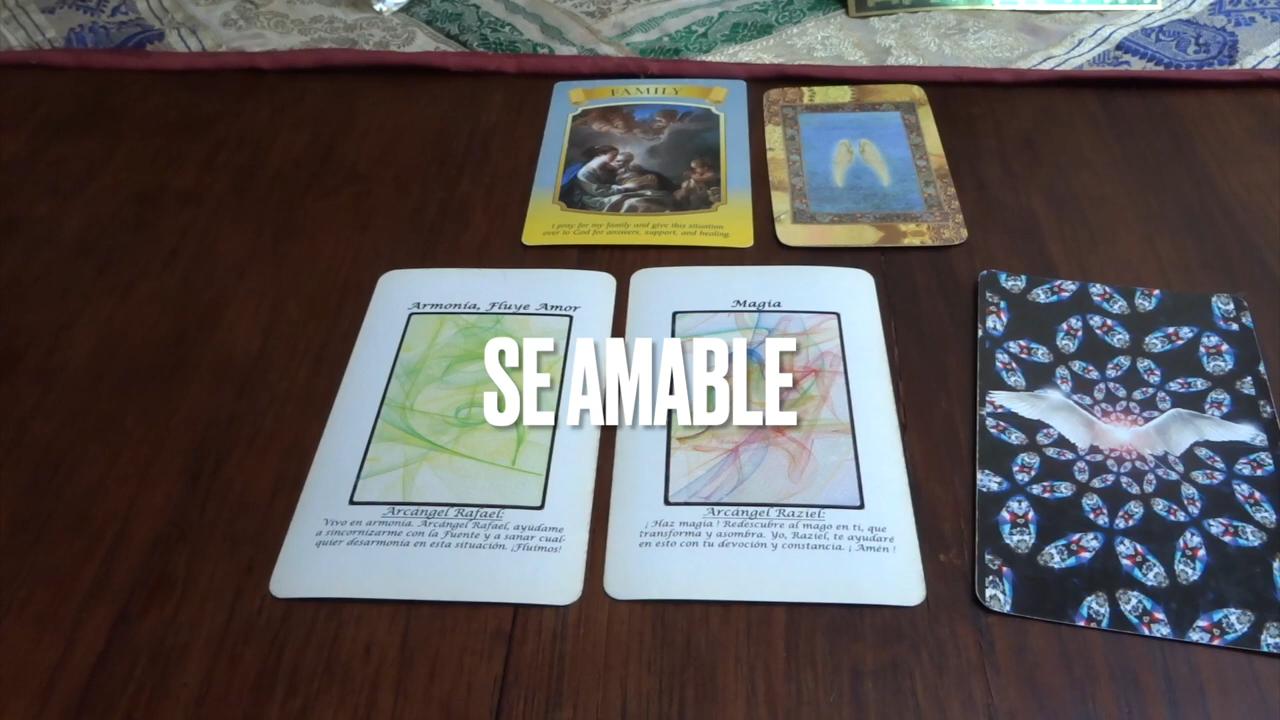 FAMILY
I pray for my family and give this situation
over to God for answers, support, and healing.
Armonía, Fluye Amor
Magia
SE AMABLE
Arcángel Rafael:
Vivo en armonía. Arcángel Rafael, ayúdame
a sincornizarme con la Fuente y a sanar cual-
quier desarmonía en esta situación. ¡Fluímos!
Arcángel Raziel:
¡ Haz magia ! Redescubre al mago en ti, que
transforma y asombra. Yo, Raziel, te ayudaré
en esto con tu devoción y constancia. ¡ Amén !